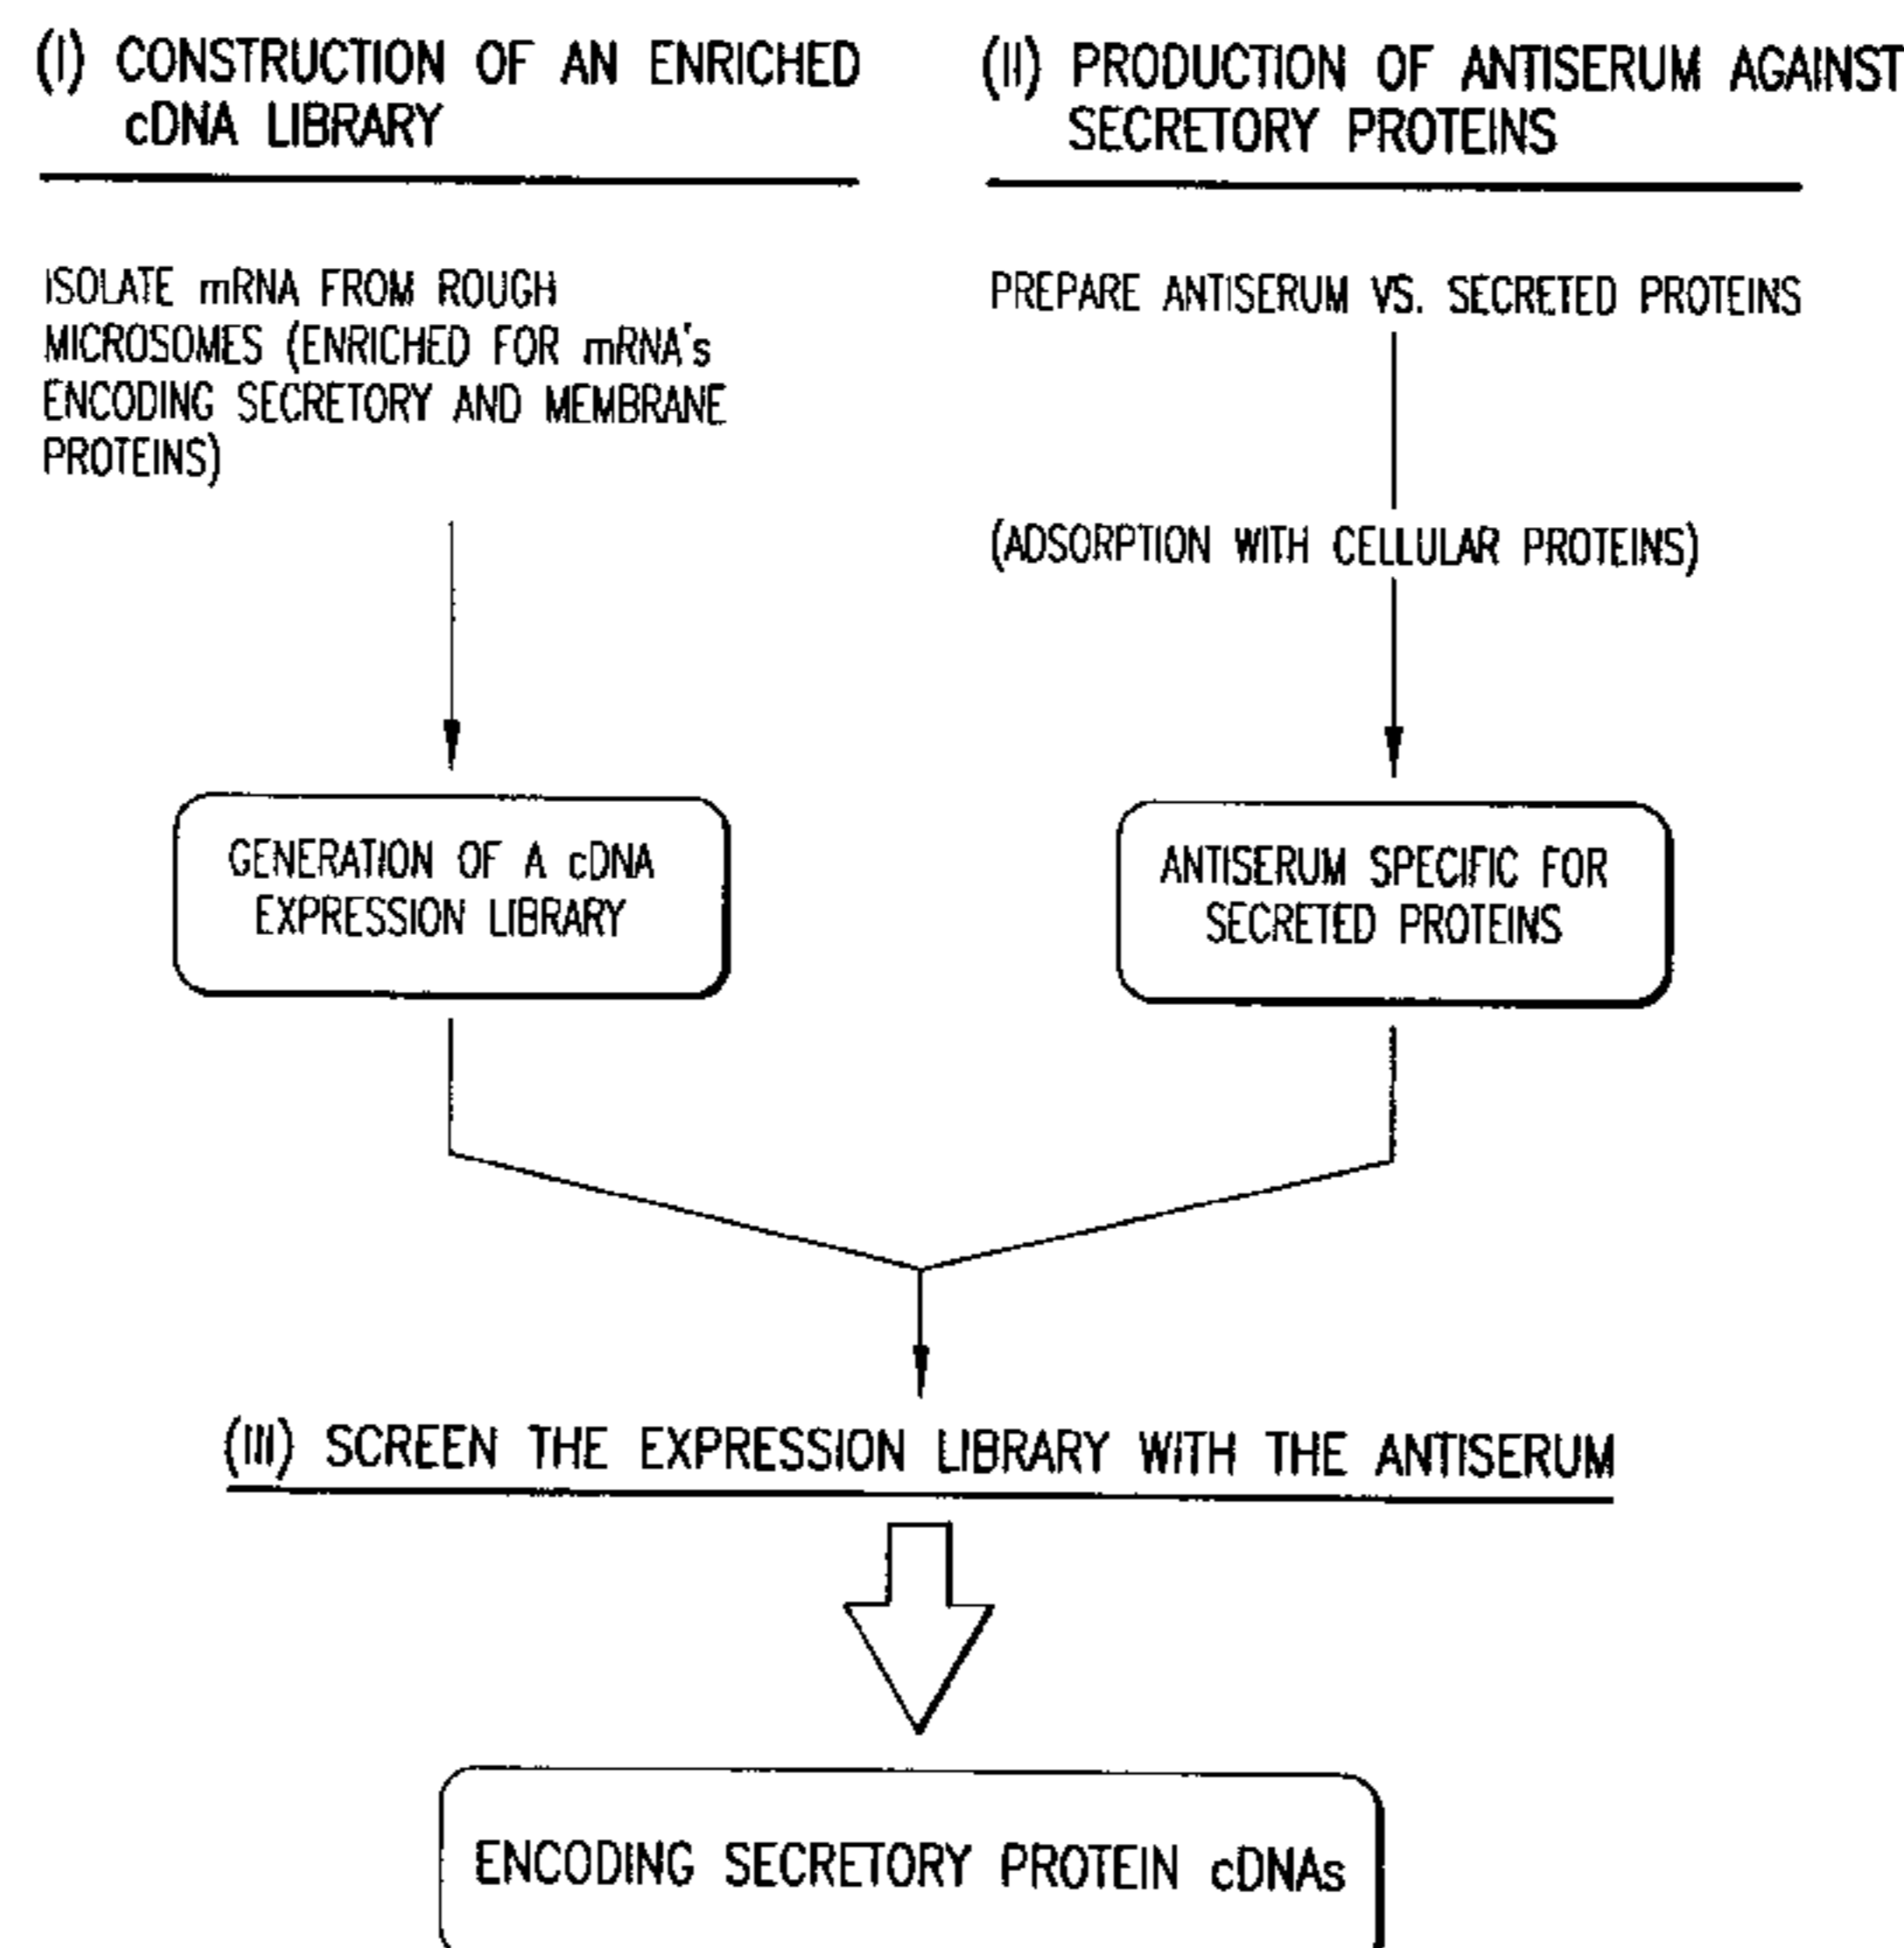 (I) CONSTRUCTION OF AN ENRICHED
cDNA LIBRARY
ISOLATE mRNA FROM ROUGH
MICROSOMES (ENRICHED FOR mRNA's
ENCODING SECRETORY AND MEMBRANE
PROTEINS)
GENERATION OF A cDNA
EXPRESSION LIBRARY
(II) PRODUCTION OF ANTISERUM AGAINST
SECRETORY PROTEINS
PREPARE ANTISERUM VS. SECRETED PROTEINS
(ADSORPTION WITH CELLULAR PROTEINS)
ANTISERUM SPECIFIC FOR
SECRETED PROTEINS
(III) SCREEN THE EXPRESSION LIBRARY WITH THE ANTISERUM
ENCODING SECRETORY PROTEIN cDNAs